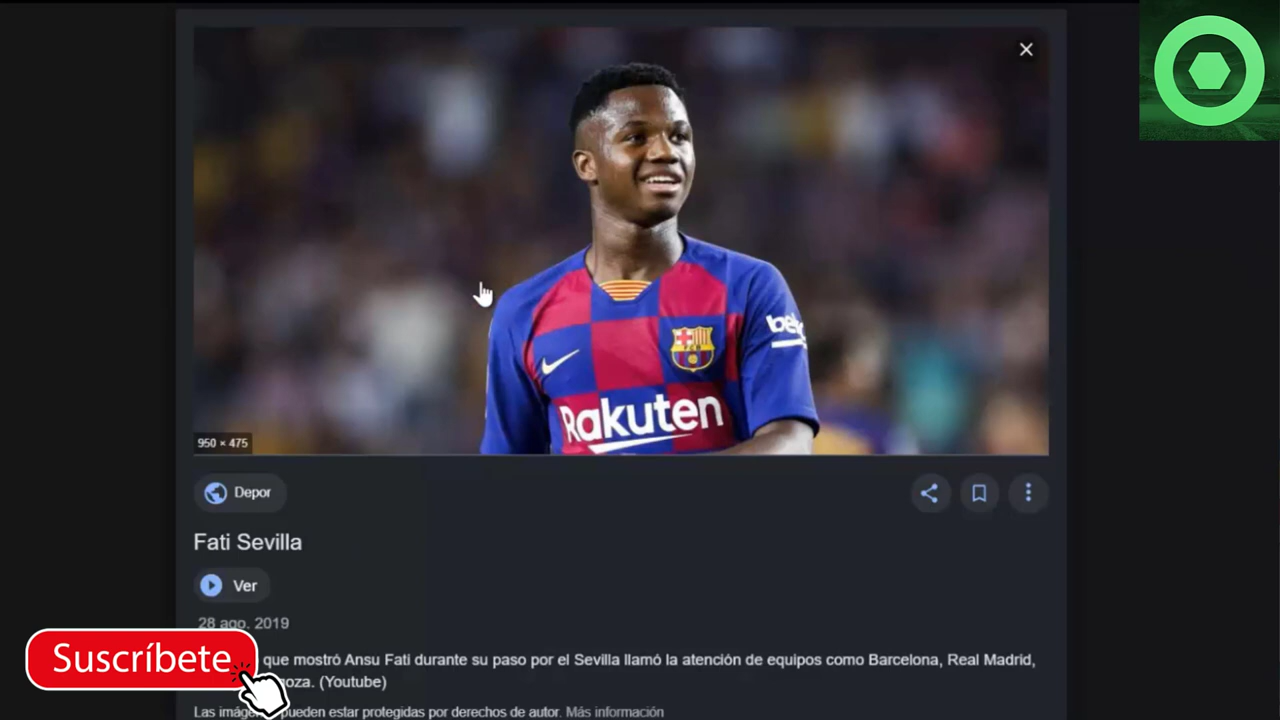 beko
FCB
Rakuten
950 × 475
Depor
Fati Sevilla
Ver
28 ago. 2019
Suscríbete
que mostró Ansu Fati durante su paso por el Sevilla llamó la atención de equipos como Barcelona, Real Madrid,
(Youtube)
Las pueden estar protegidas por derechos de autor. Más información